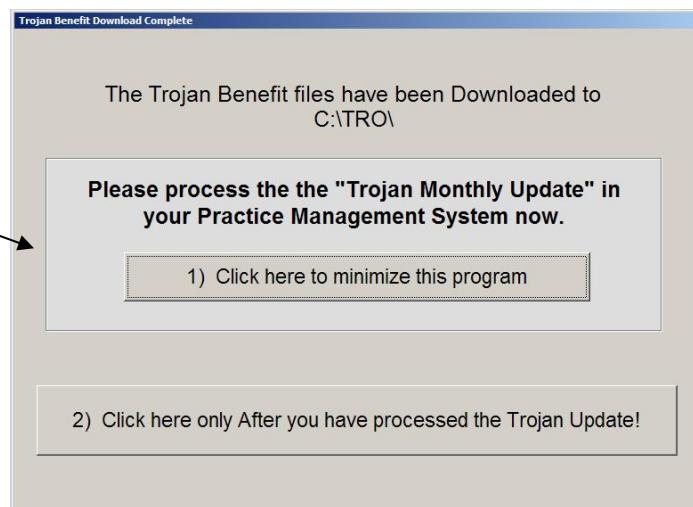 Trojan Benefit Download Complete
The Trojan Benefit files have been Downloaded to
C:\TRO\
Please process the the "Trojan Monthly Update" in
your Practice Management System now.
1) Click here to minimize this program
2) Click here only After you have processed the Trojan Update!